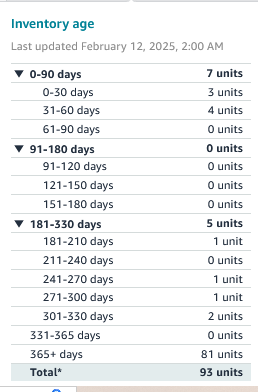 Inventory age
Last updated February 12, 2025, 2:00 AM
▼ 0-90 days 7 units
0-30 days 3 units
31-60 days 4 units
61-90 days 0 units
▼ 91-180 days 0 units
91-120 days 0 units
121-150 days 0 units
151-180 days 0 units
▼ 181-330 days 5 units
181-210 days 1 unit
211-240 days 0 units
241-270 days 1 unit
271-300 days 1 unit
301-330 days 2 units
331-365 days 0 units
365+ days 81 units
Total* 93 units